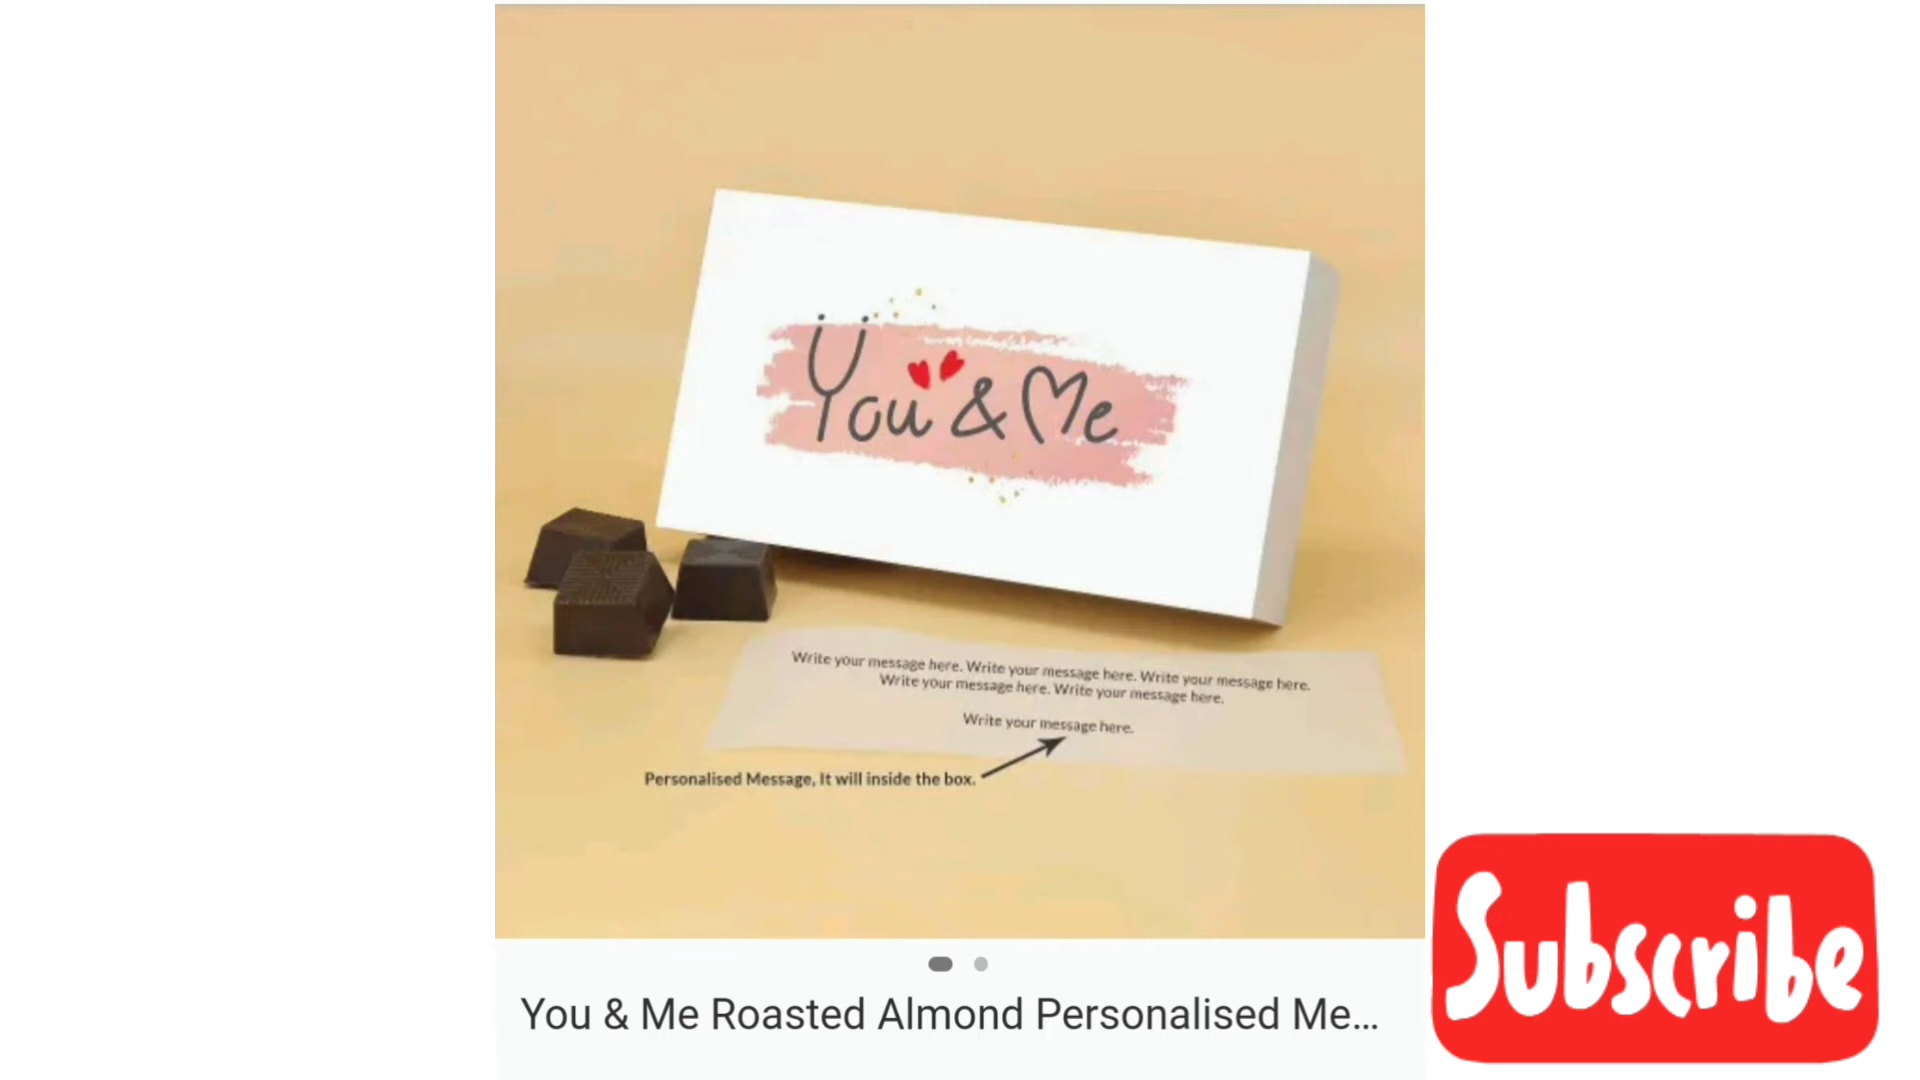 You & Me
Write your message here. Write your message here. Write your message here.
Write your message here. Write your message here.
Write your message here.
Personalised Message, It will inside the box.
You & Me Roasted Almond Personalised Me...
Subscribe